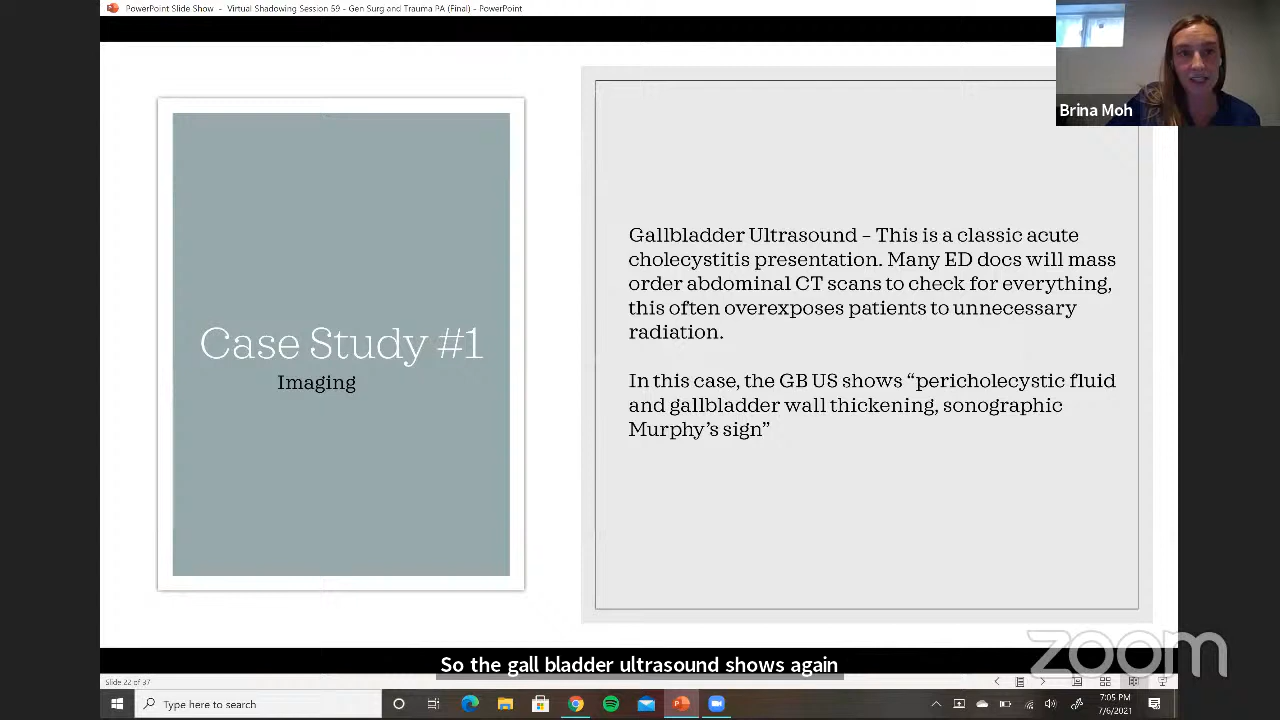 PowerPoint Slide Show - Virtual Shadowing Session 59 - Gen Surg and Trauma PA (Final) - PowerPoint
Brina Moh
Case Study #1
Imaging
Gallbladder Ultrasound – This is a classic acute
cholecystitis presentation. Many ED docs will mass
order abdominal CT scans to check for everything,
this often overexposes patients to unnecessary
radiation.
In this case, the GB US shows “pericholecystic fluid
and gallbladder wall thickening, sonographic
Murphy’s sign”
zoom
So the gall bladder ultrasound shows again
Slide 22 of 37
Type here to search
7:05 PM
7/6/2021